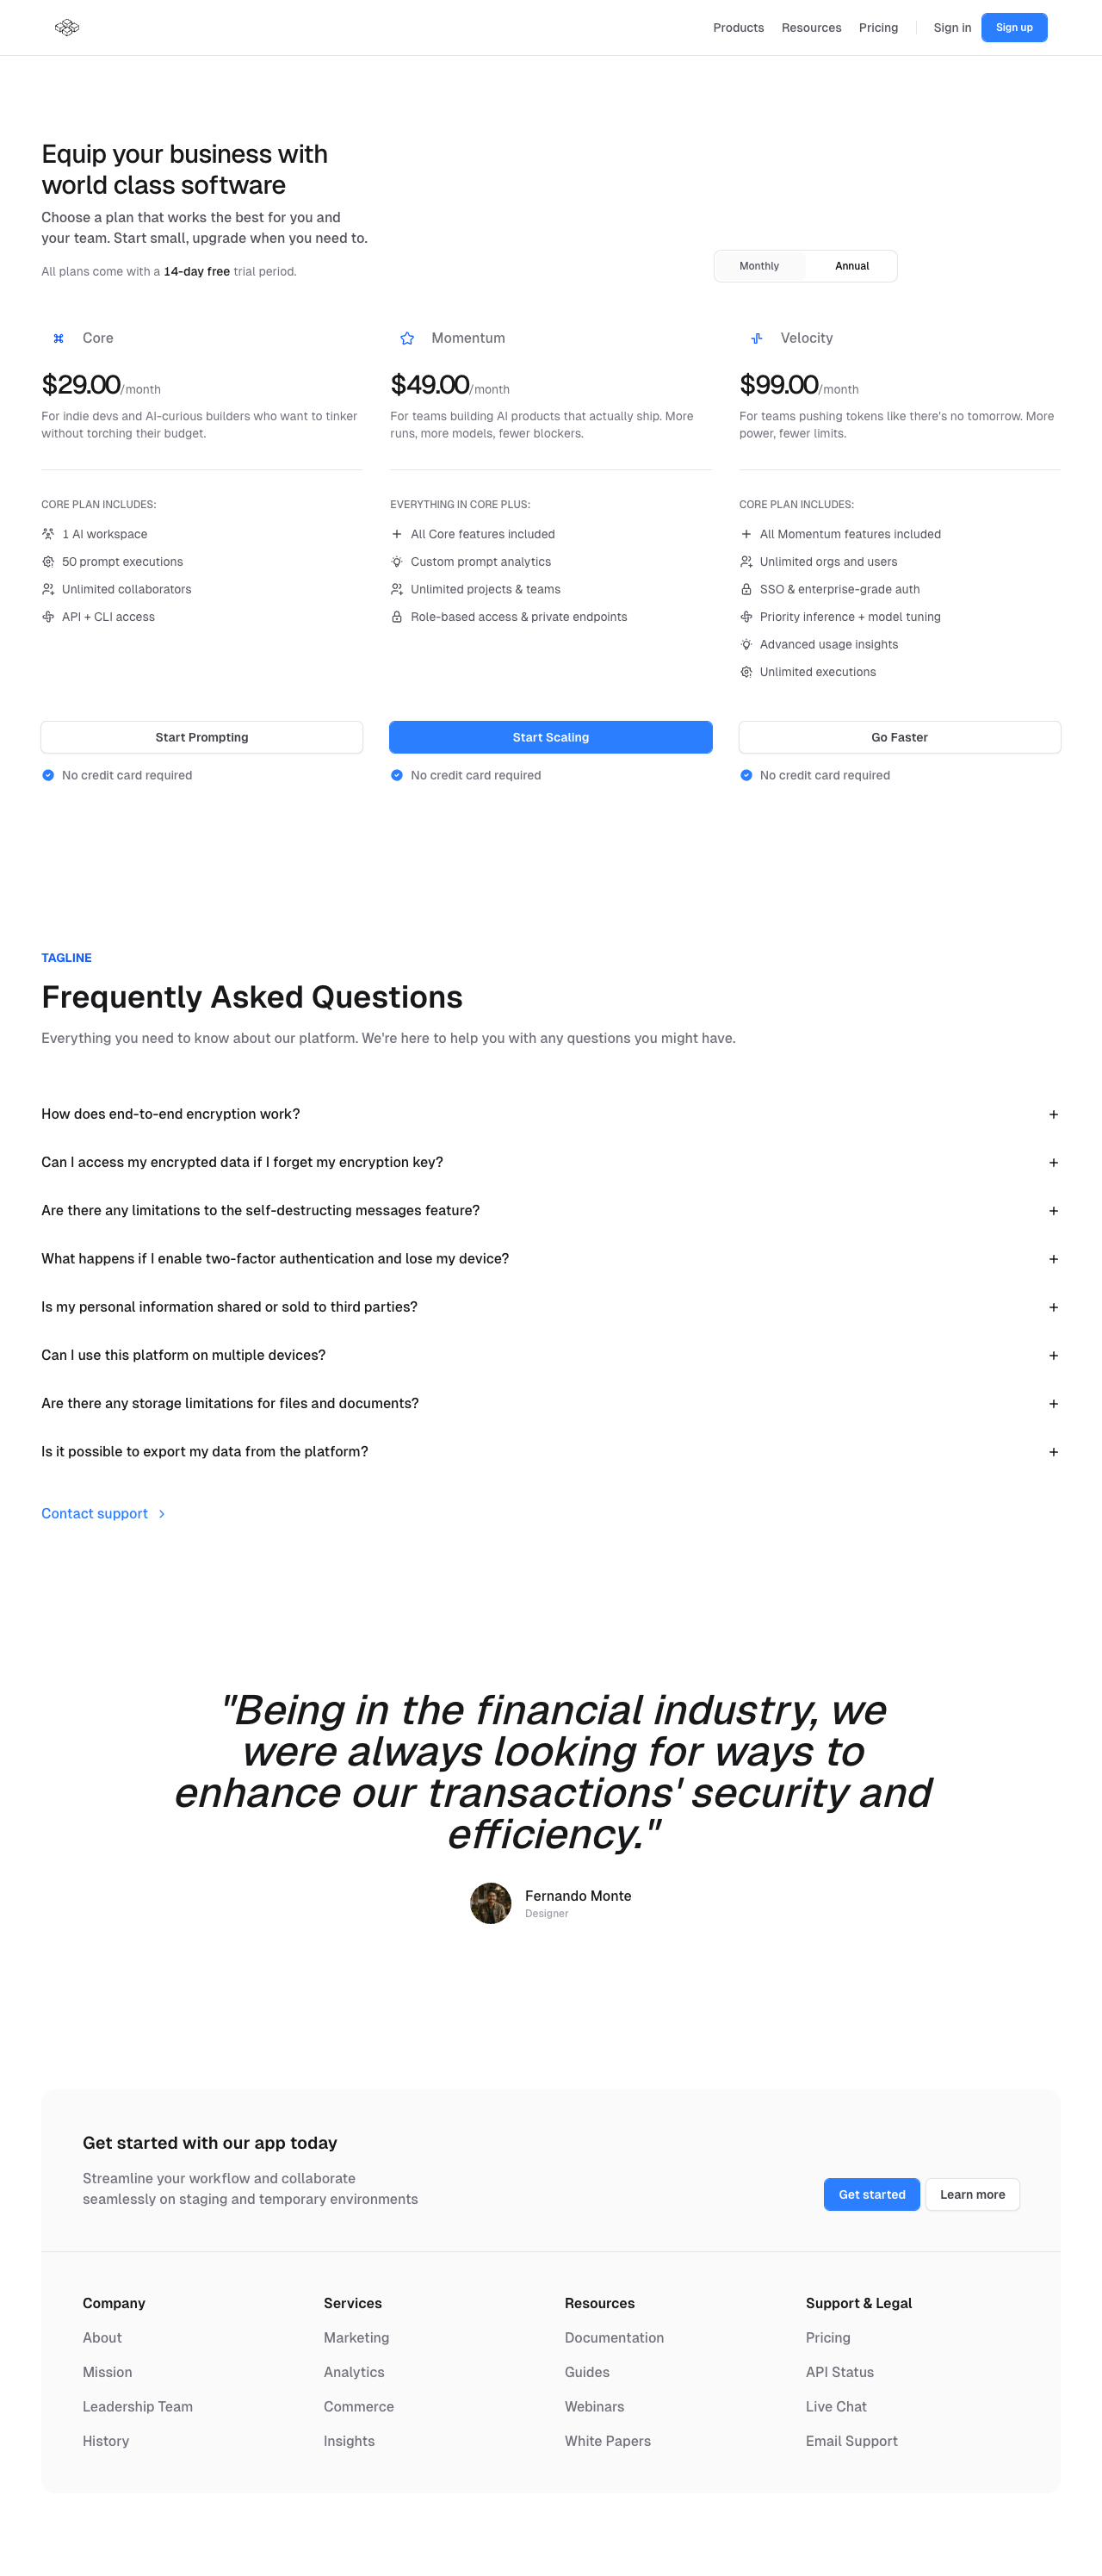 Products
Resources
Pricing
Sign in
Sign up
Equip your business with
world class software
Choose a plan that works the best for you and
your team. Start small, upgrade when you need to.
All plans come with a 14-day free trial period.
Monthly
Annual
Core
$29.00/month
For indie devs and AI-curious builders who want to tinker
without torching their budget.
CORE PLAN INCLUDES:
1 AI workspace
50 prompt executions
Unlimited collaborators
API + CLI access
Start Prompting
No credit card required
Momentum
$49.00/month
For teams building AI products that actually ship. More
runs, more models, fewer blockers.
EVERYTHING IN CORE PLUS:
All Core features included
Custom prompt analytics
Unlimited projects & teams
Role-based access & private endpoints
Start Scaling
No credit card required
Velocity
$99.00/month
For teams pushing tokens like there's no tomorrow. More
power, fewer limits.
CORE PLAN INCLUDES:
All Momentum features included
Unlimited orgs and users
SSO & enterprise-grade auth
Priority inference + model tuning
Advanced usage insights
Unlimited executions
Go Faster
No credit card required
TAGLINE
Frequently Asked Questions
Everything you need to know about our platform. We're here to help you with any questions you might have.
How does end-to-end encryption work?
Can I access my encrypted data if I forget my encryption key?
Are there any limitations to the self-destructing messages feature?
What happens if I enable two-factor authentication and lose my device?
Is my personal information shared or sold to third parties?
Can I use this platform on multiple devices?
Are there any storage limitations for files and documents?
Is it possible to export my data from the platform?
Contact support
"Being in the financial industry, we
were always looking for ways to
enhance our transactions' security and
efficiency."
Fernando Monte
Designer
Get started with our app today
Streamline your workflow and collaborate
seamlessly on staging and temporary environments
Get started
Learn more
Company
About
Mission
Leadership Team
History
Services
Marketing
Analytics
Commerce
Insights
Resources
Documentation
Guides
Webinars
White Papers
Support & Legal
Pricing
API Status
Live Chat
Email Support